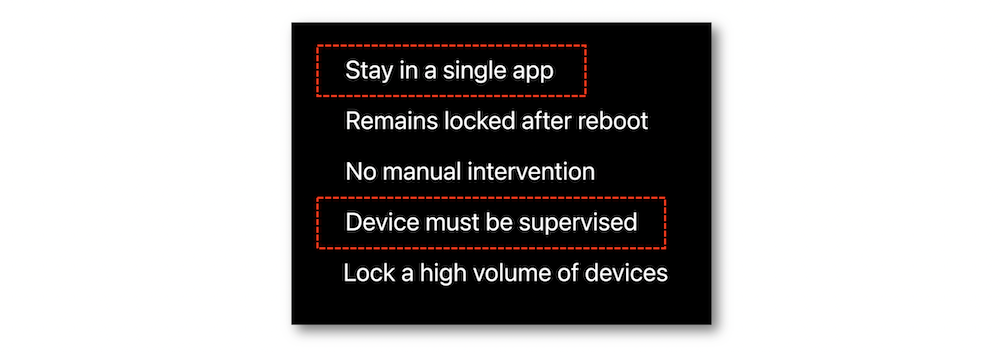 Stay in a single app
Remains locked after reboot
No manual intervention
Device must be supervised
Lock a high volume of devices